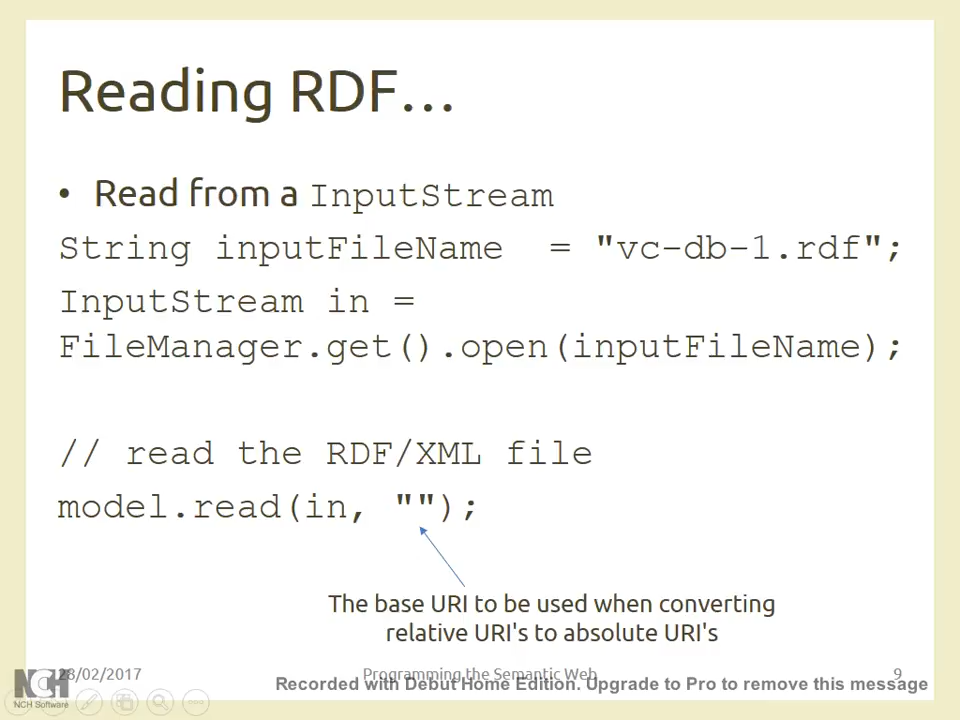 Reading RDF…
• Read from a InputStream
String inputFileName = "vc-db-1.rdf";
InputStream in =
FileManager.get().open(inputFileName);
// read the RDF/XML file
model.read(in, "");
The base URI to be used when converting
relative URI's to absolute URI's
28/02/2017 Programming the Semantic Web 9
Recorded with Debut Home Edition. Upgrade to Pro to remove this message
NCH
NCH Software